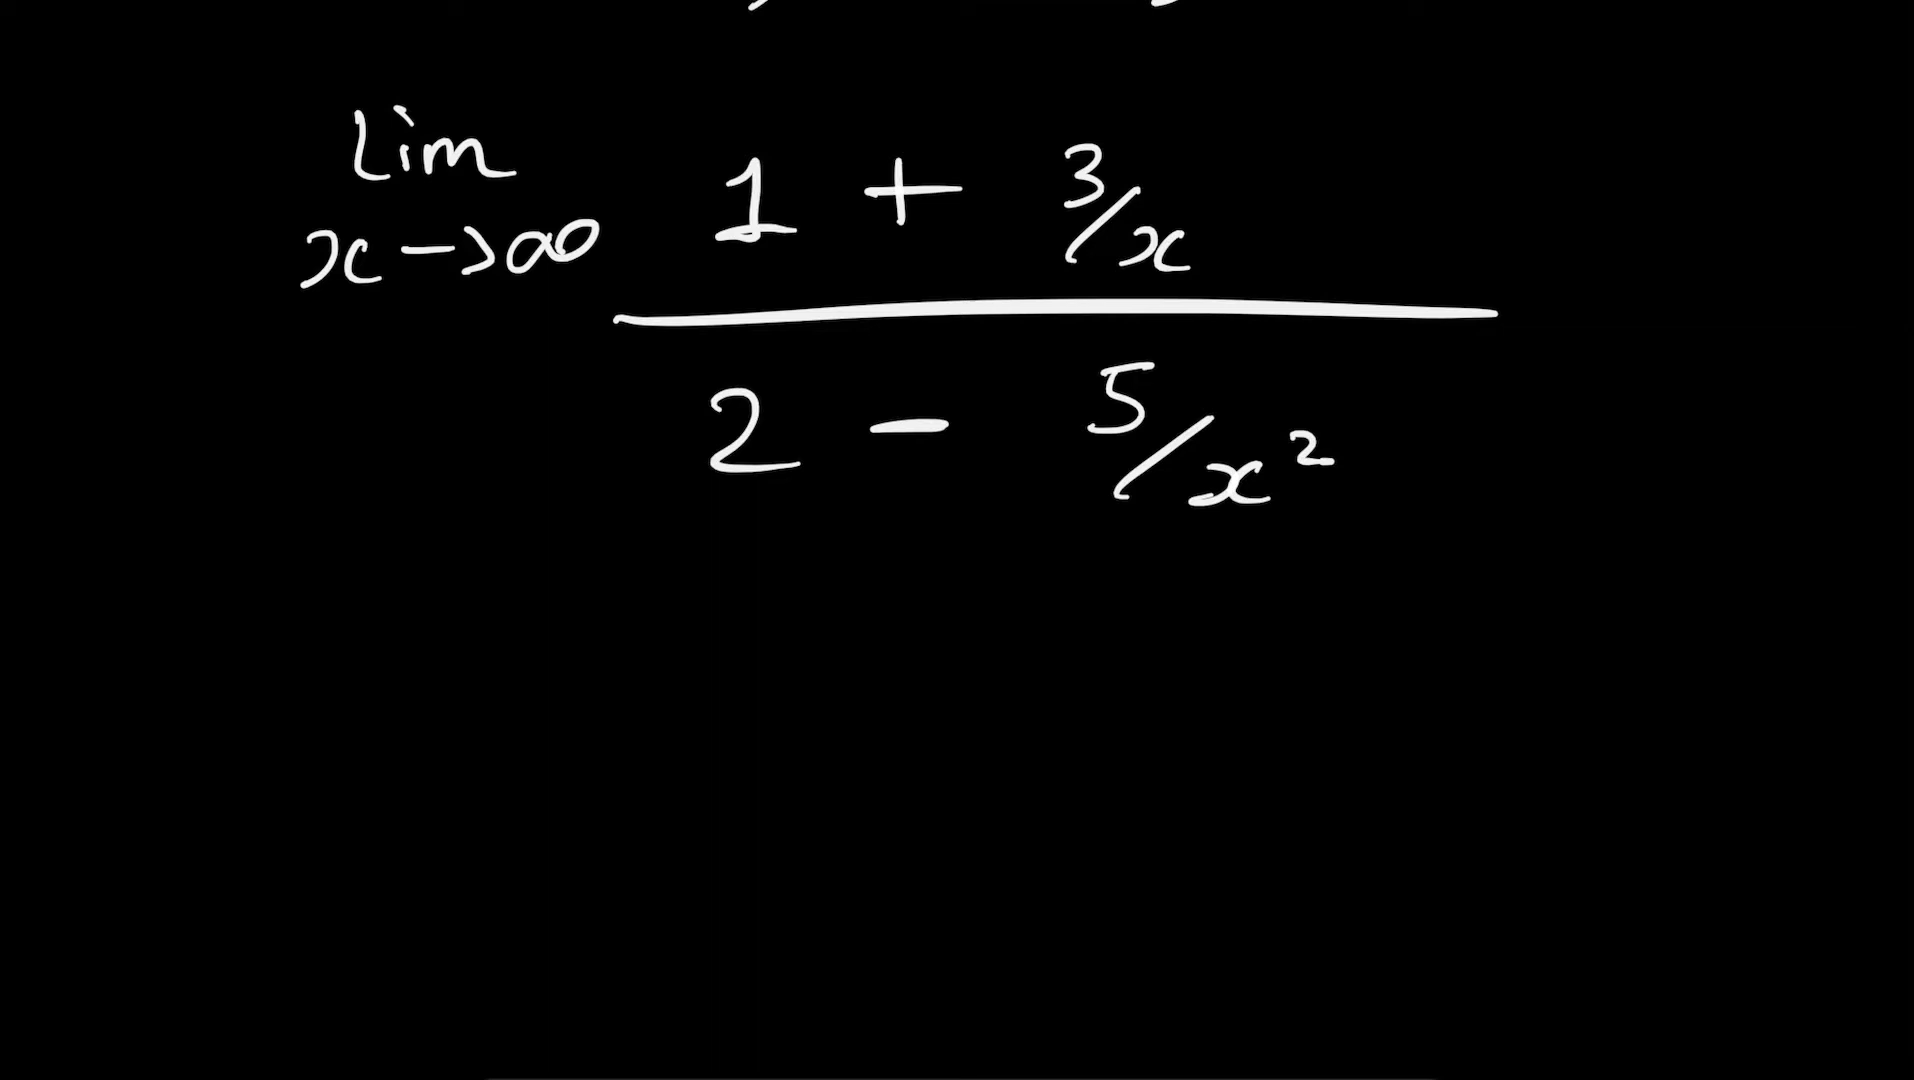 lim 1 + 3/x
x→∞
2 - 5/x²